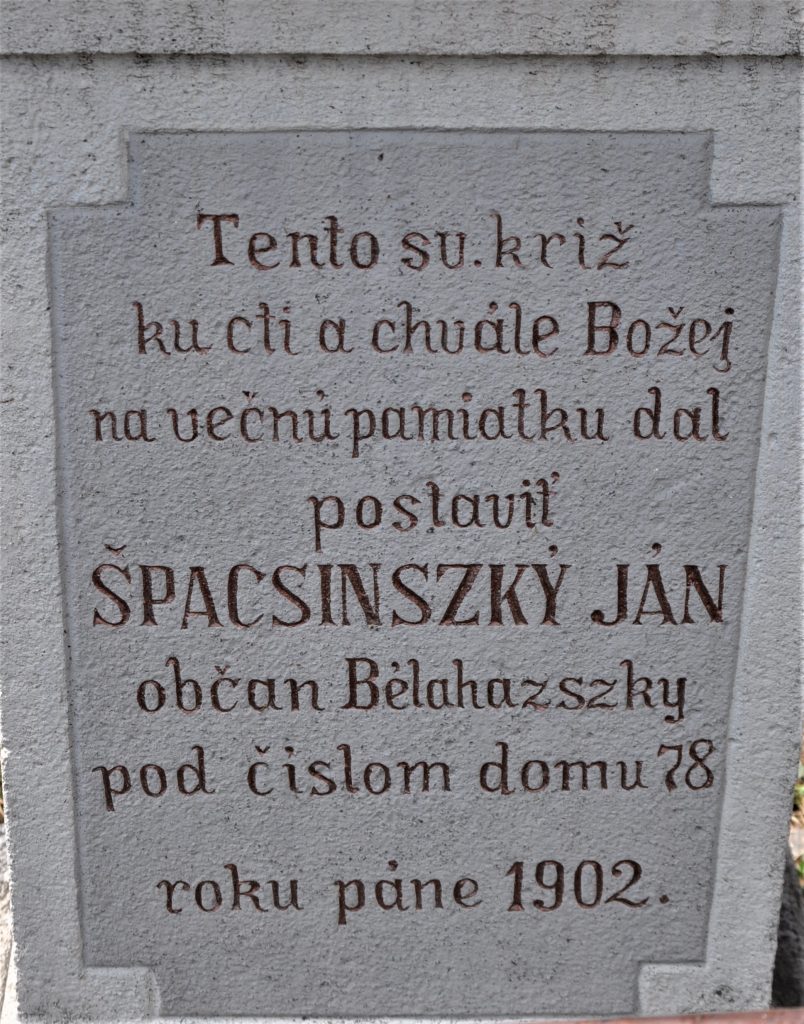 Tento sv. križ
ku cti a chvále Božej
na večnú pamiatku dal
postaviť
ŠPACSINSZKÝ JÁN
občan Bélahazszky
pod čislom domu 78
roku páne 1902.